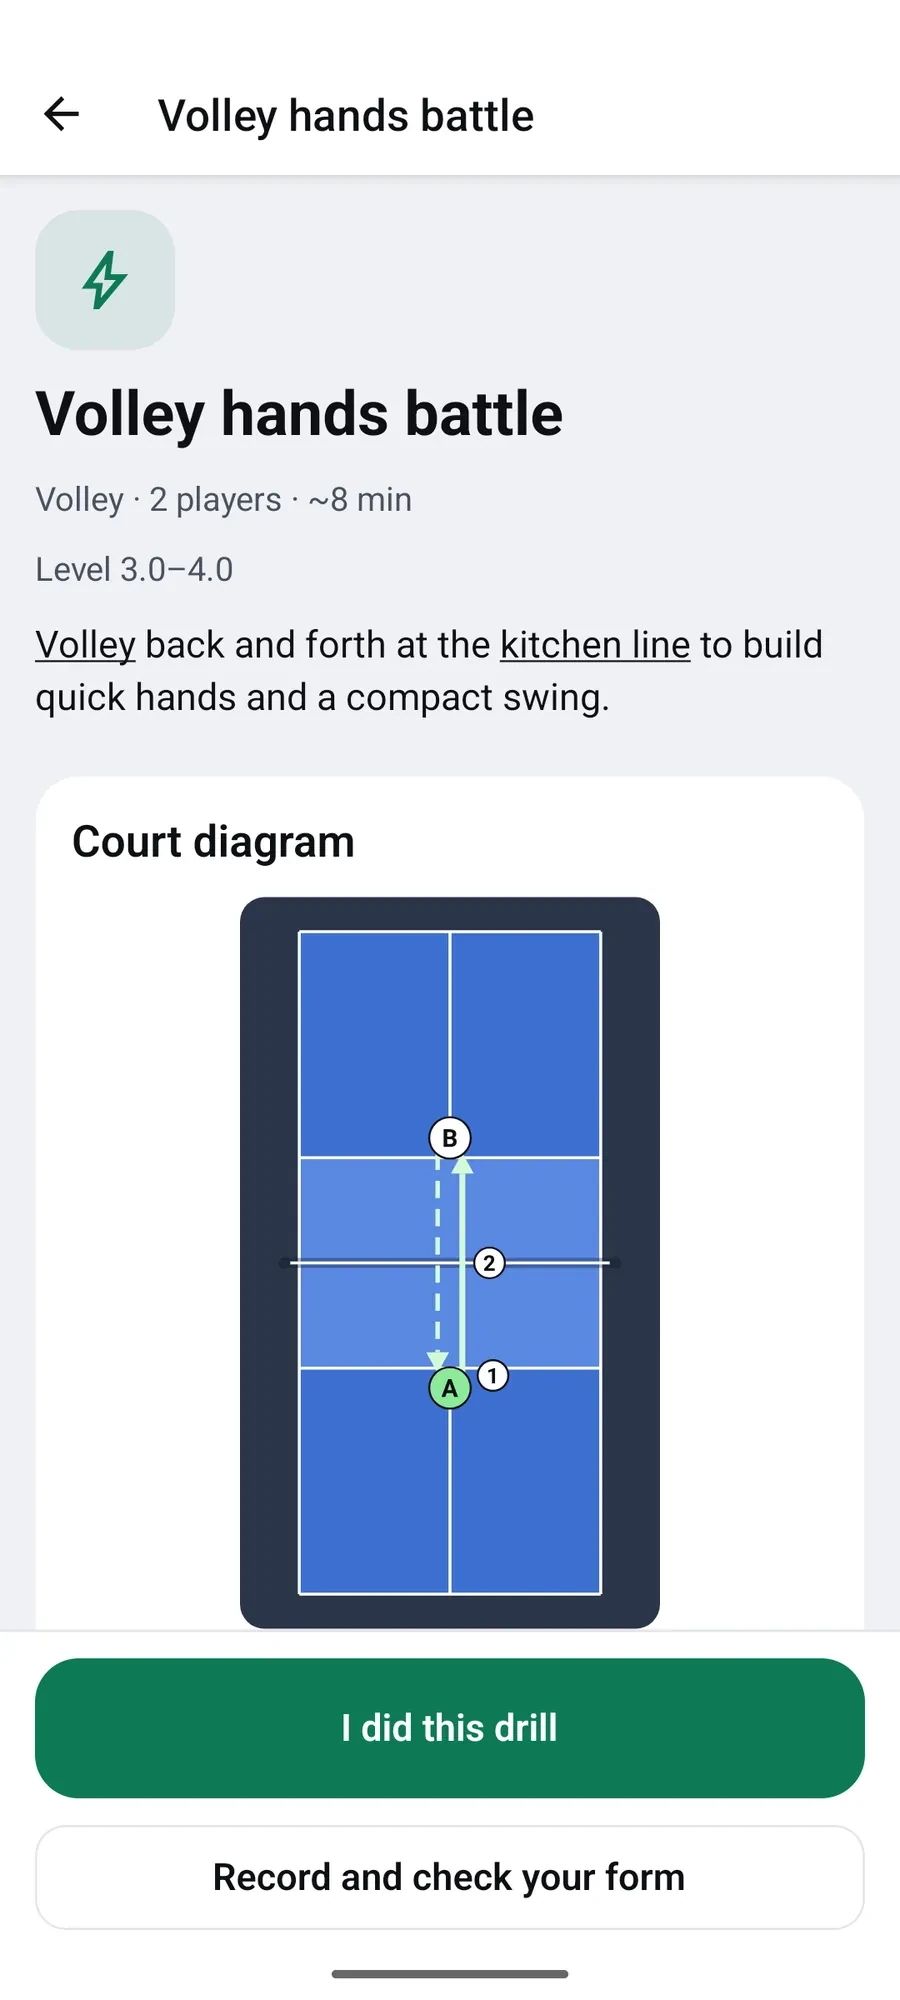 Volley hands battle
Volley hands battle
Volley · 2 players · ~8 min
Level 3.0–4.0
Volley back and forth at the kitchen line to build
quick hands and a compact swing.
Court diagram
B
2
1
A
I did this drill
Record and check your form